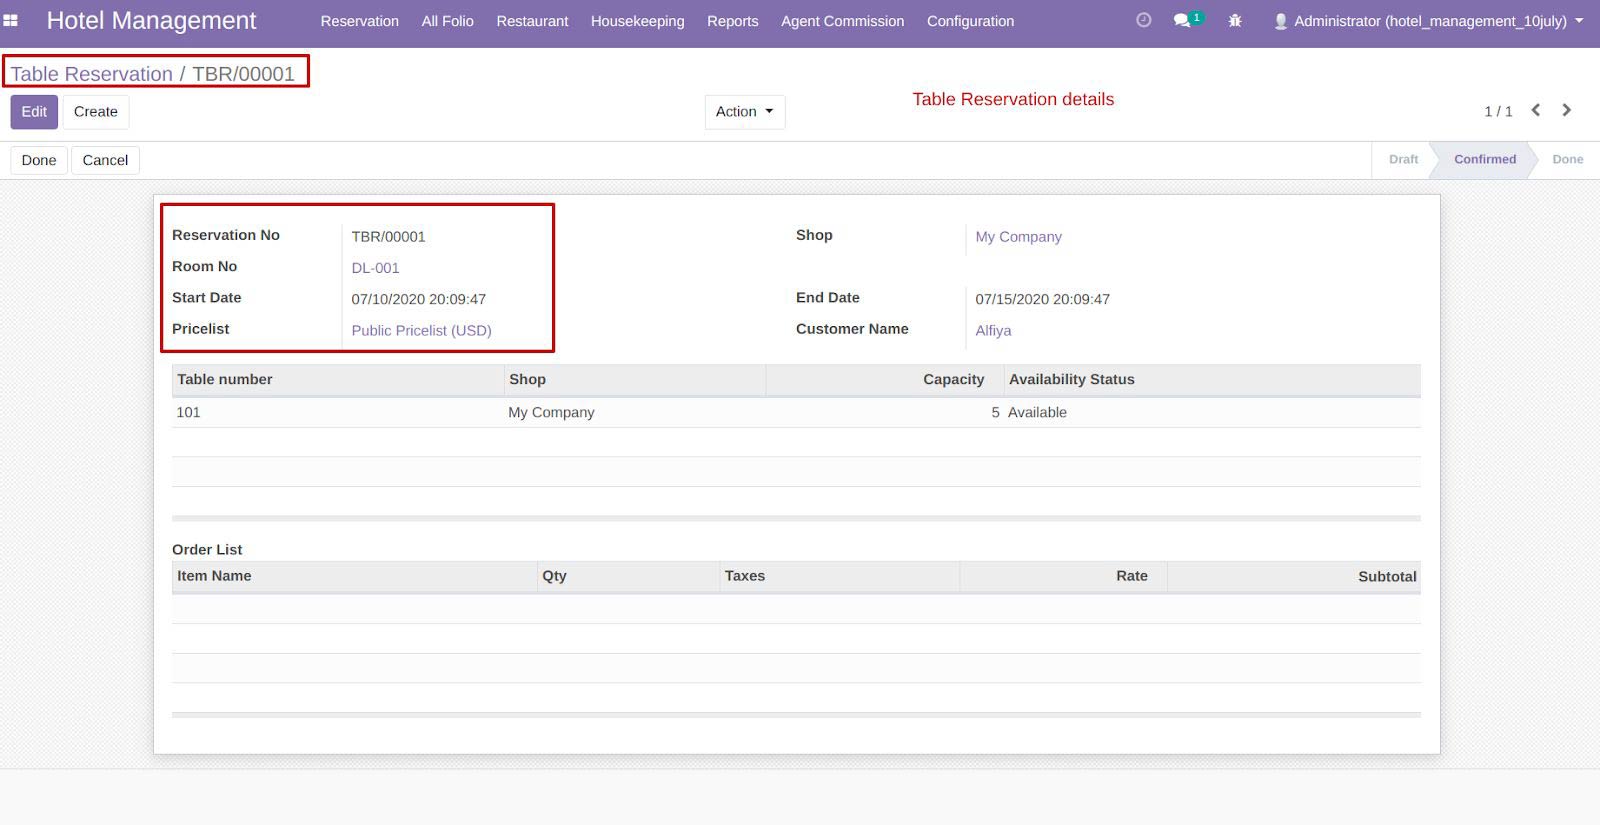 Hotel Management Reservation All Folio Restaurant Housekeeping Reports Agent Commission Configuration 1 Administrator (hotel_management_10july)
Table Reservation / TBR/00001
Table Reservation details
Edit Create Action 1 / 1
Done Cancel Draft Confirmed Done
Reservation No TBR/00001 Shop My Company
Room No DL-001
Start Date 07/10/2020 20:09:47 End Date 07/15/2020 20:09:47
Pricelist Public Pricelist (USD) Customer Name Alfiya
Table number Shop Capacity Availability Status
101 My Company 5 Available
Order List
Item Name Qty Taxes Rate Subtotal